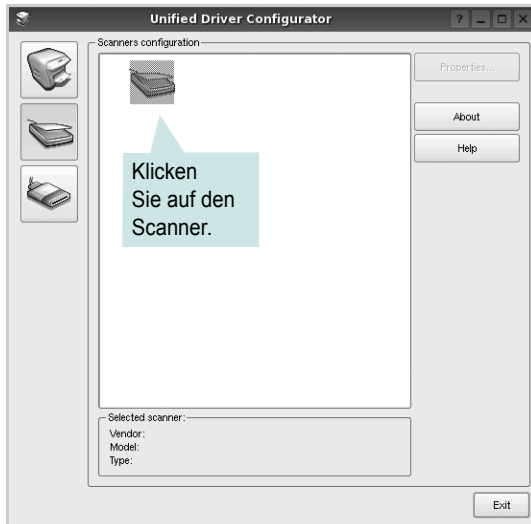 Unified Driver Configurator
Scanners configuration
Properties...
About
Help
Klicken
Sie auf den
Scanner.
Selected scanner:
Vendor:
Model:
Type:
Exit